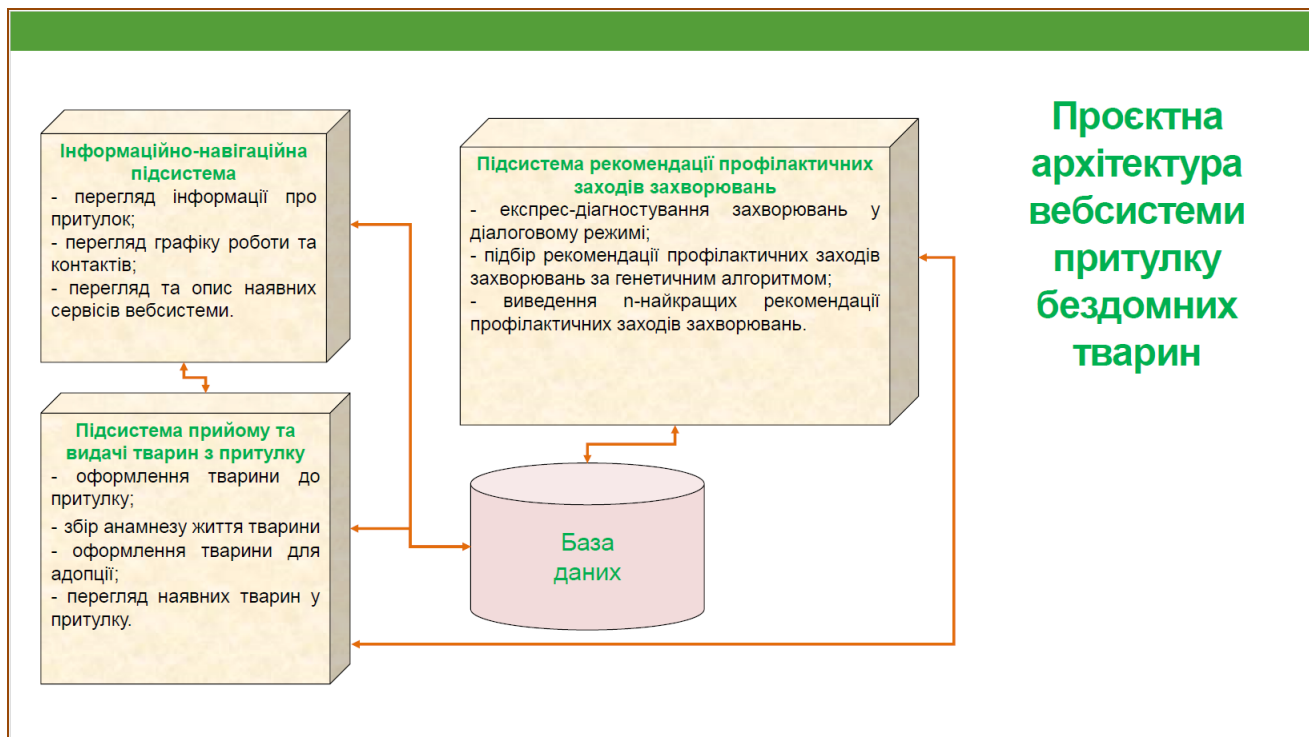 Проєктна
архітектура
вебсистеми
притулку
бездомних
тварин
Інформаційно-навігаційна
підсистема
- перегляд інформації про
притулок;
- перегляд графіку роботи та
контактів;
- перегляд та опис наявних
сервісів вебсистеми.
Підсистема рекомендації профілактичних
заходів захворювань
- експрес-діагностування захворювань у
діалоговому режимі;
- підбір рекомендації профілактичних заходів
захворювань за генетичним алгоритмом;
- виведення n-найкращих рекомендації
профілактичних заходів захворювань.
Підсистема прийому та
видачі тварин з притулку
- оформлення тварини до
притулку;
- збір анамнезу життя тварини
- оформлення тварини для
адопції;
- перегляд наявних тварин у
притулку.
База
даних